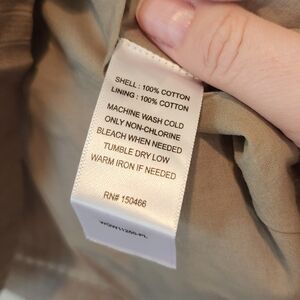 SHELL : 100% COTTON
LINING : 100% COTTON
MACHINE WASH COLD
ONLY NON-CHLORINE
BLEACH WHEN NEEDED
TUMBLE DRY LOW
WARM IRON IF NEEDED
RN# 150466